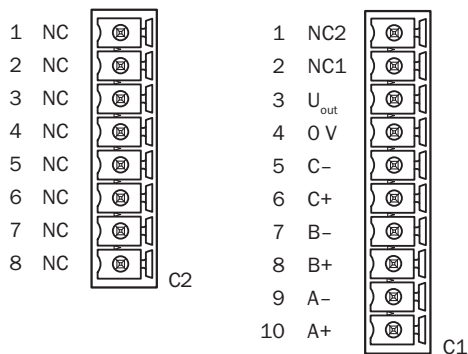 1 NC
2 NC
3 NC
4 NC
5 NC
6 NC
7 NC
8 NC
C2
1 NC2
2 NC1
3 Uout
4 0 V
5 C–
6 C+
7 B–
8 B+
9 A–
10 A+
C1